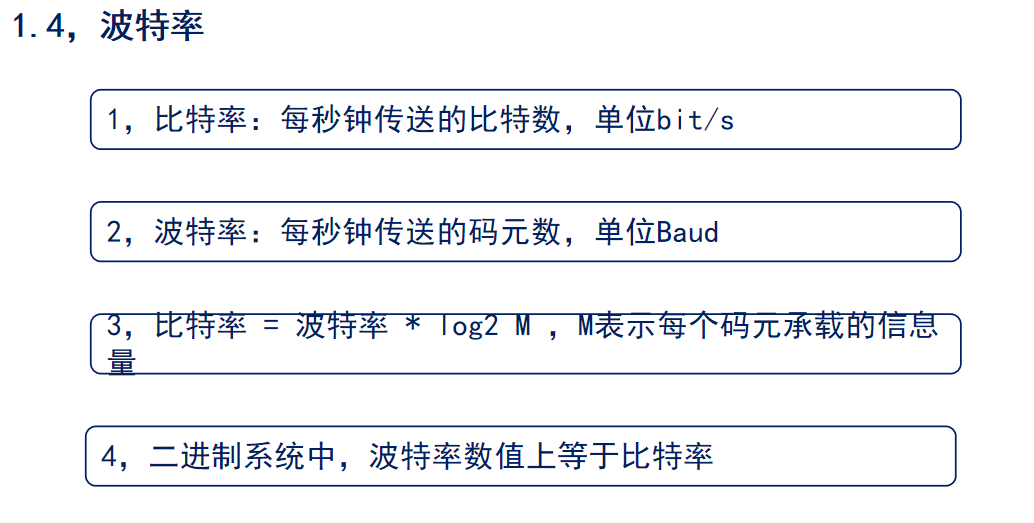 1.4，波特率
1，比特率：每秒钟传送的比特数，单位bit/s
2，波特率：每秒钟传送的码元数，单位Baud
3，比特率 = 波特率 * log2 M ，M表示每个码元承载的信息
量
4，二进制系统中，波特率数值上等于比特率